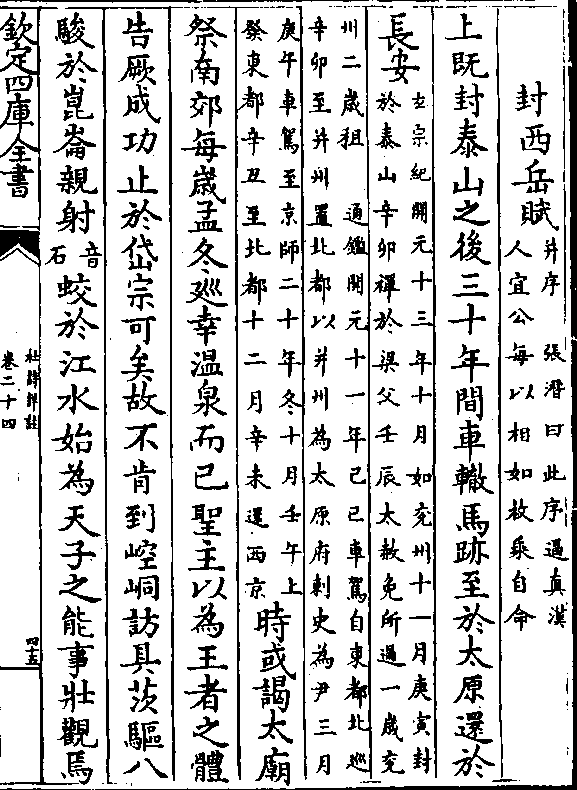 封西岳賦并序 張溍曰此序逼真漢
人宜公每以相如枚乘自命
上既封泰山之後三十年間車轍馬跡至於太原還於
長安玄宗紀開元十三年十月如兗州十一月庚寅封
於泰山辛卯禪於梁父壬辰太赦免所過一歲兗
州二歲租 通鑑開元十一年己巳車駕自東都北巡
辛卯至并州置北都以并州為太原府刺史為尹三月
庚午車駕至京師二十年冬十月壬午上
發東都辛丑至北都十二月辛未還西京時或謁太廟
祭南郊每歲孟冬巡幸温泉而已聖主以為王者之體
告厥成功止於岱宗可矣故不肯到崆峒訪具茨驅八
駿於崑崙親射音石蛟於江水始為天子之能事壯觀焉
欽定四庫全書
杜詩詳註
卷二十四
四十五